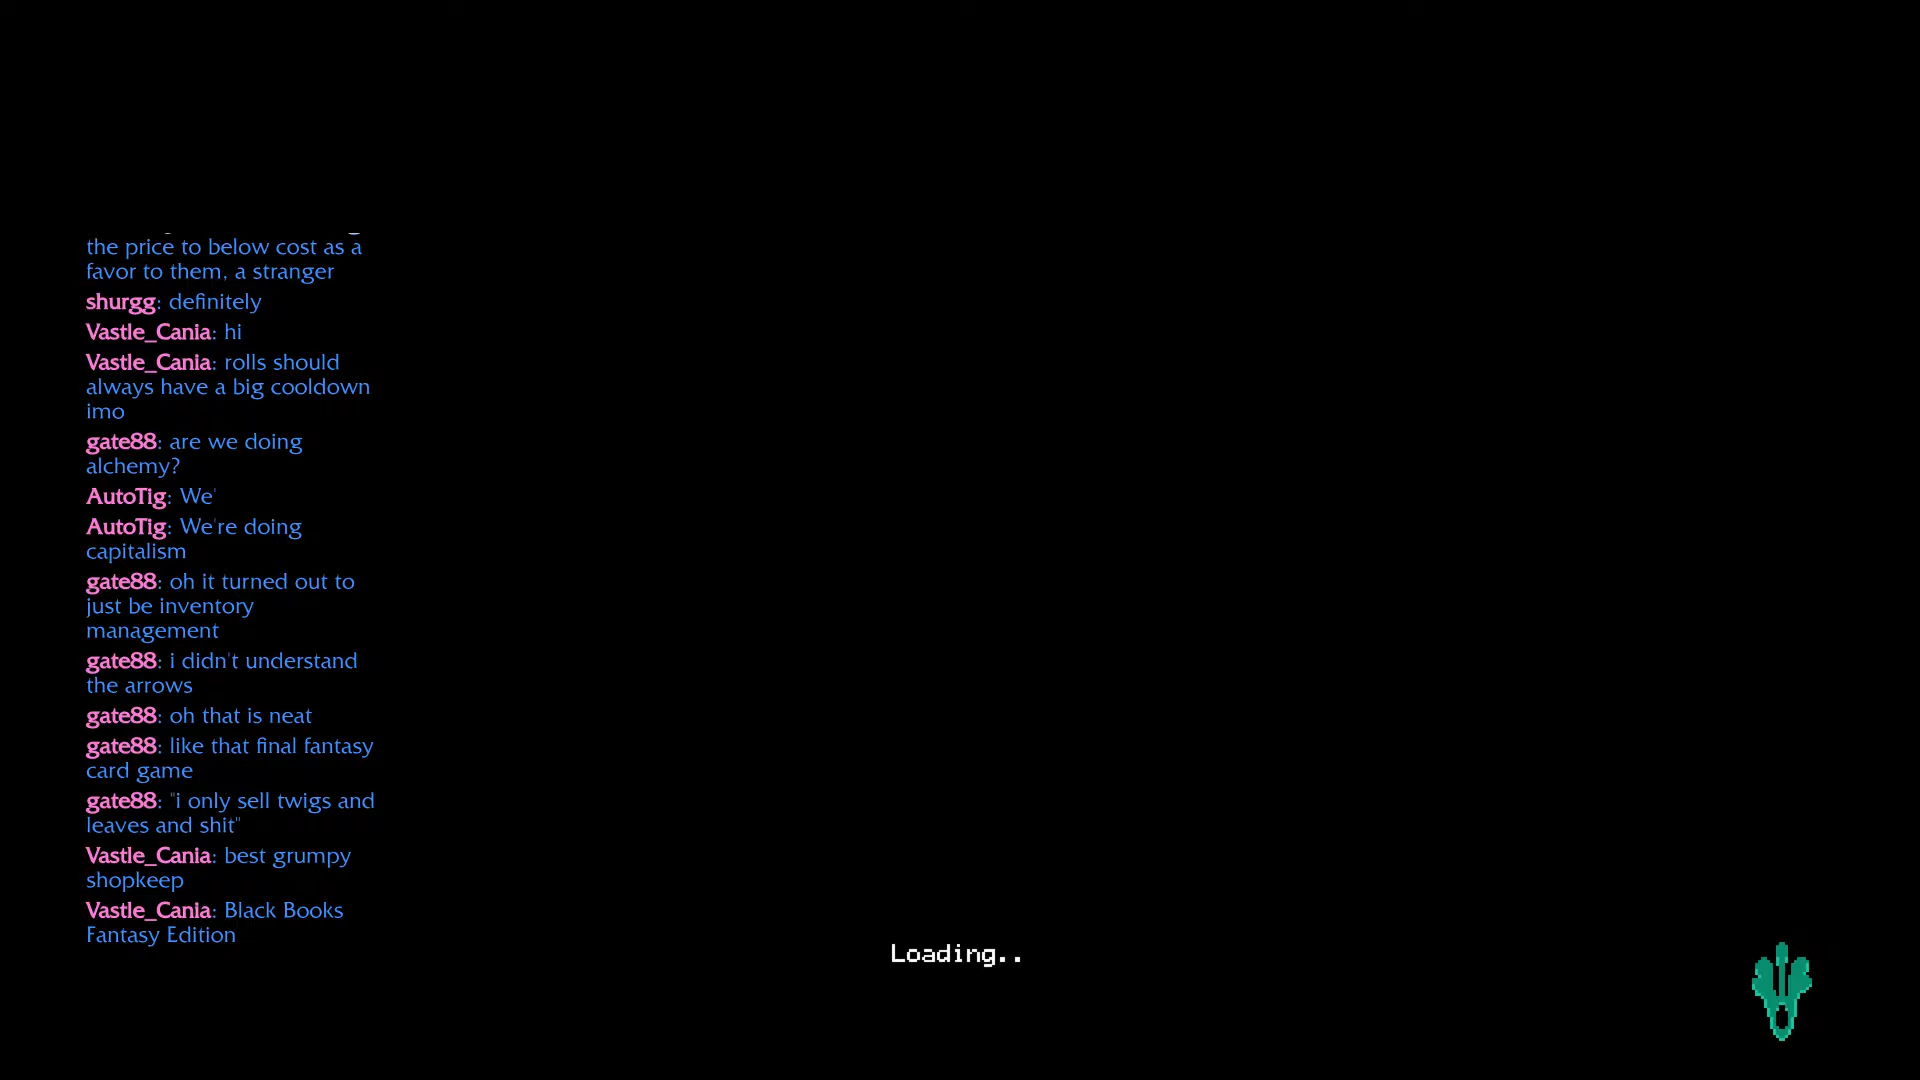 the price to below cost as a
favor to them, a stranger
shurgg: definitely
Vastle_Cania: hi
Vastle_Cania: rolls should
always have a big cooldown
imo
gate88: are we doing
alchemy?
AutoTig: We'
AutoTig: We're doing
capitalism
gate88: oh it turned out to
just be inventory
management
gate88: i didn't understand
the arrows
gate88: oh that is neat
gate88: like that final fantasy
card game
gate88: "i only sell twigs and
leaves and shit"
Vastle_Cania: best grumpy
shopkeep
Vastle_Cania: Black Books
Fantasy Edition
Loading..